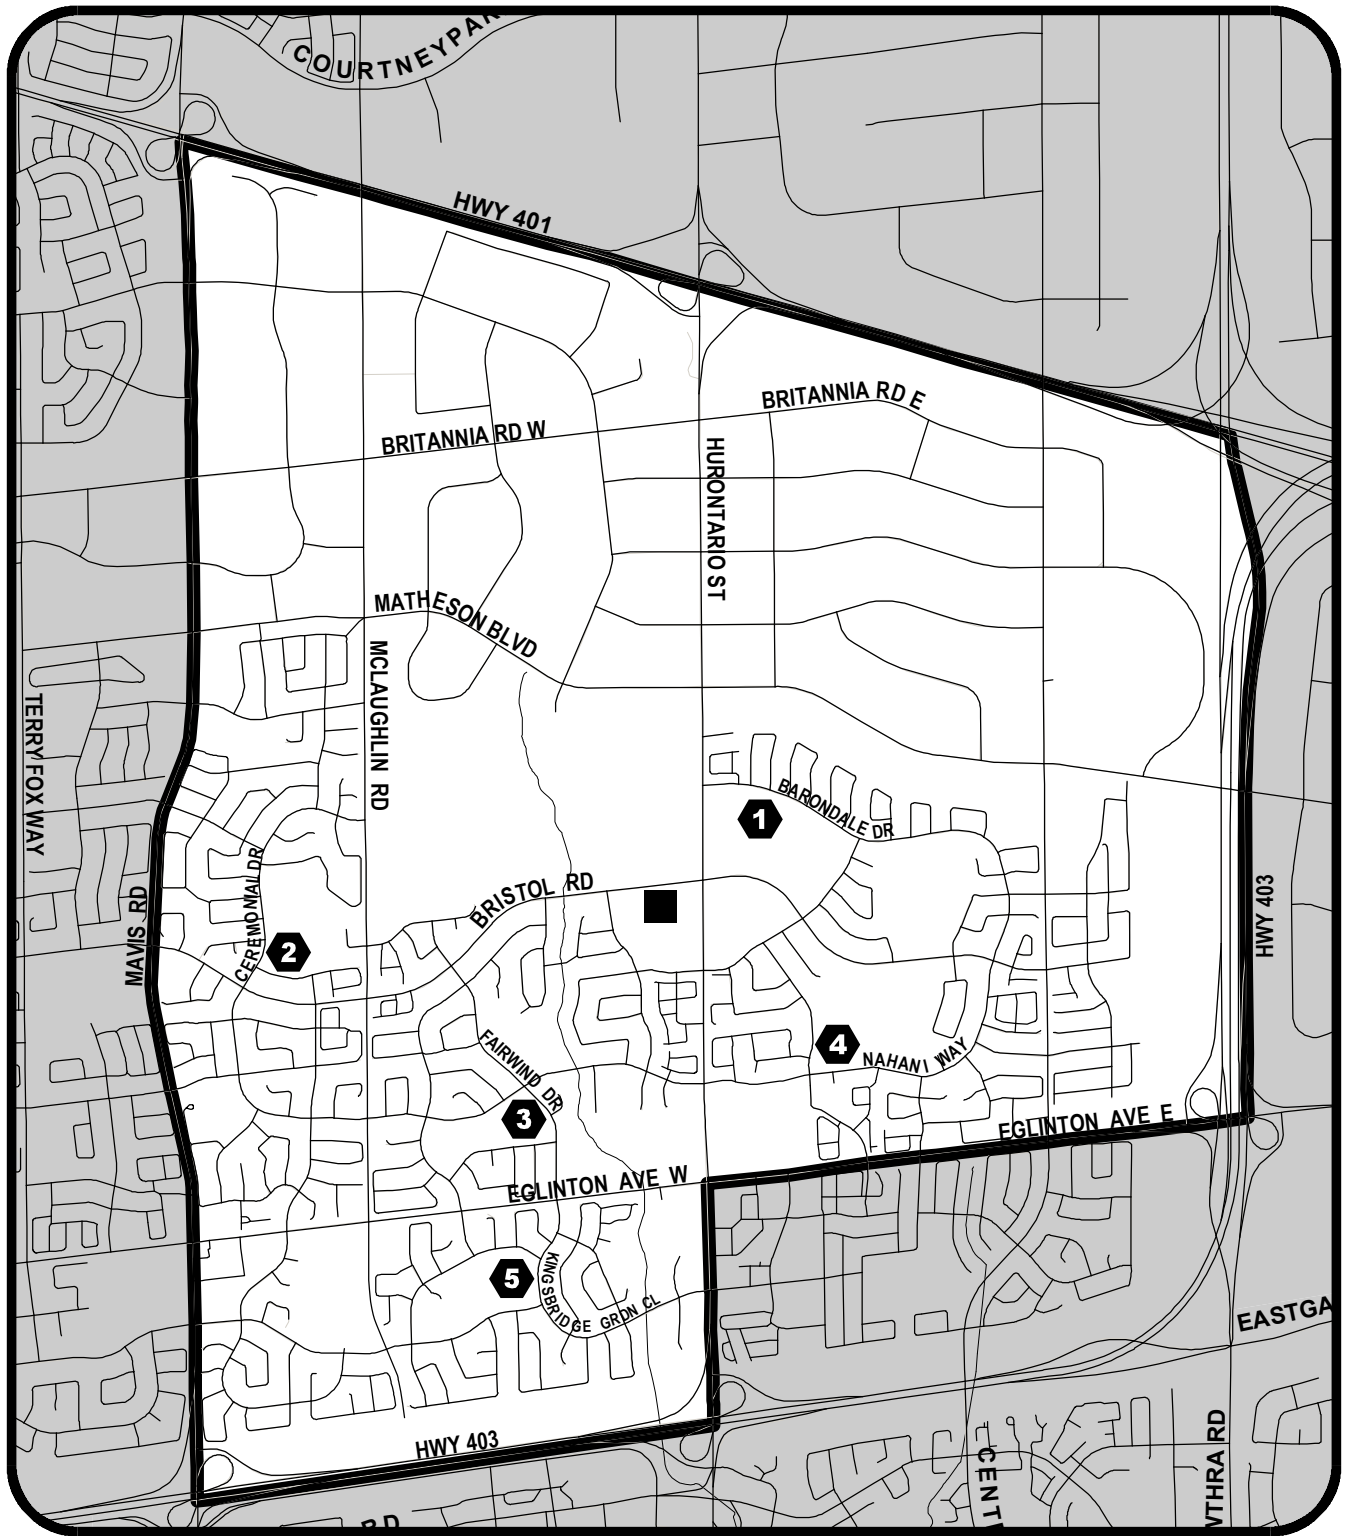 COURTNEYPAR
HWY 401
BRITANNIA RD E
BRITANNIA RD W
HURONTARIO ST
MATHESON BLVD
MCLAUGHLIN RD
TERRY FOX WAY
BARONDALE DR
1
BRISTOL RD
CEREMONIAL DR
MAVIS RD
HWY 403
2
FAIRWIND DR
4
NAHANI WAY
3
EGLINTON AVE E
EGLINTON AVE W
5
KINGSBRIDGE GRDN CL
EASTGA
HWY 403
CENT
WTHRA RD
RD